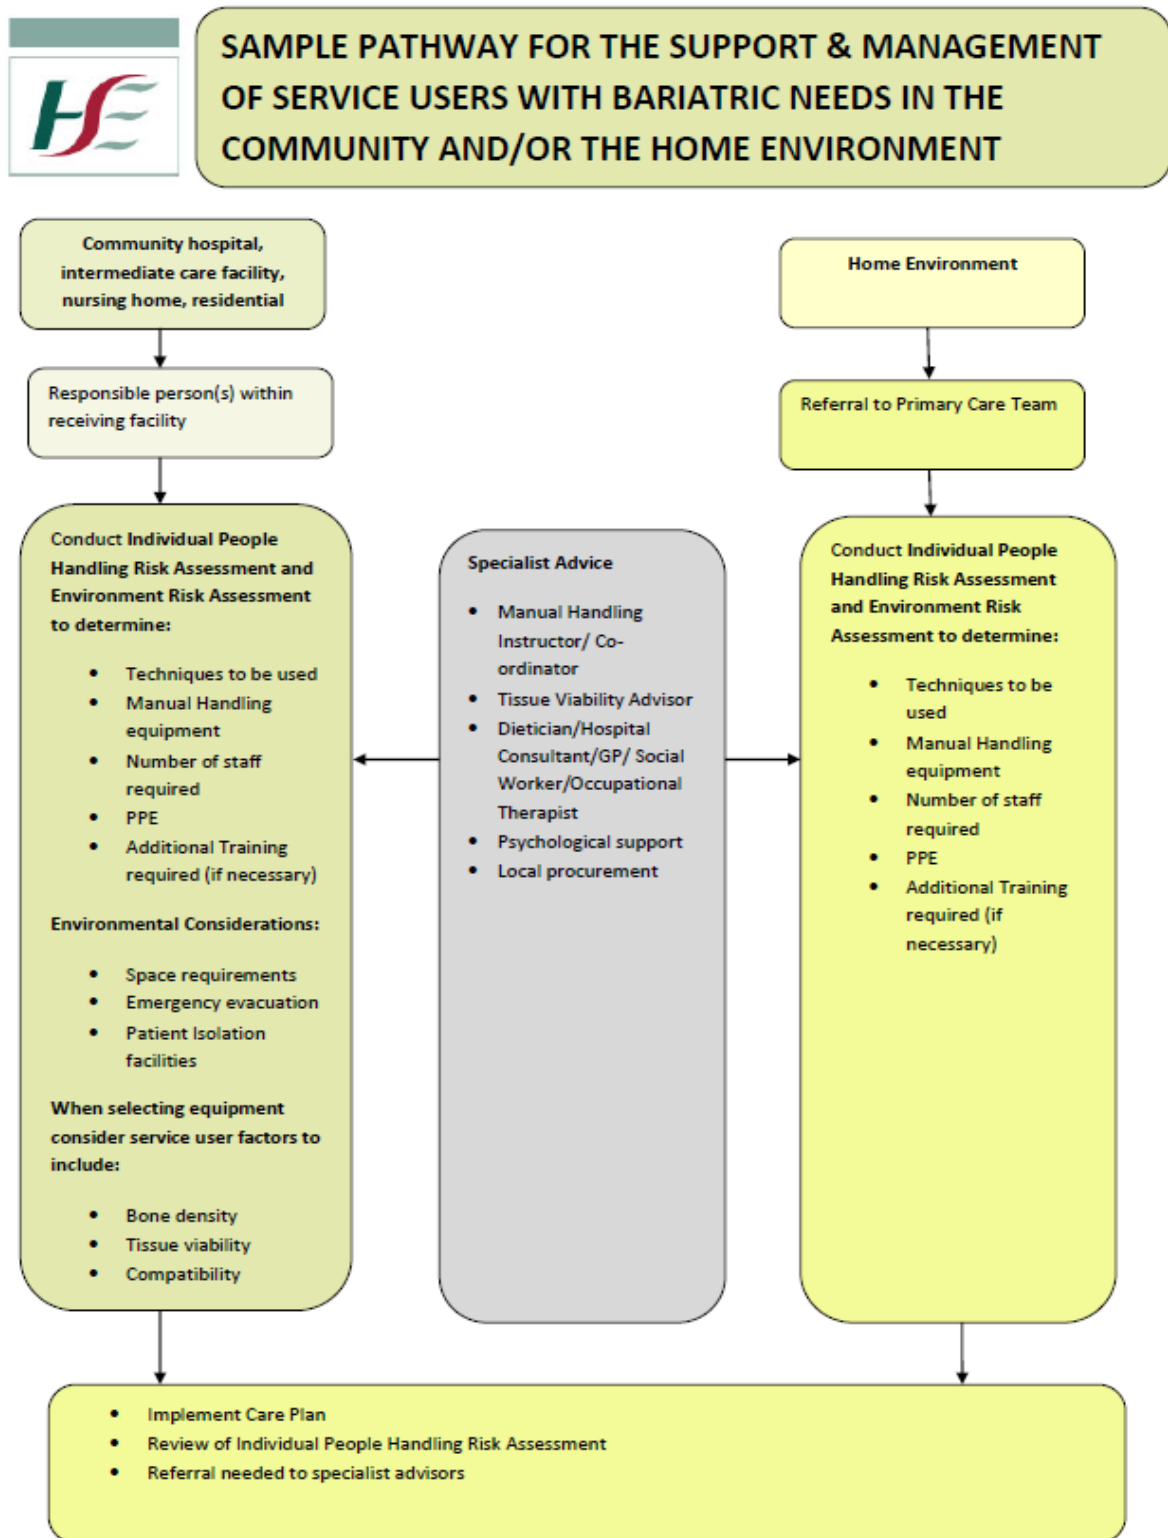 HSE
SAMPLE PATHWAY FOR THE SUPPORT & MANAGEMENT
OF SERVICE USERS WITH BARIATRIC NEEDS IN THE
COMMUNITY AND/OR THE HOME ENVIRONMENT
Community hospital,
intermediate care facility,
nursing home, residential
Responsible person(s) within
receiving facility
Conduct Individual People
Handling Risk Assessment and
Environment Risk Assessment
to determine:
• Techniques to be used
• Manual Handling
equipment
• Number of staff
required
• PPE
• Additional Training
required (if necessary)
Environmental Considerations:
• Space requirements
• Emergency evacuation
• Patient Isolation
facilities
When selecting equipment
consider service user factors to
include:
• Bone density
• Tissue viability
• Compatibility
Specialist Advice
• Manual Handling
Instructor/ Co-
ordinator
• Tissue Viability Advisor
• Dietician/Hospital
Consultant/GP/ Social
Worker/Occupational
Therapist
• Psychological support
• Local procurement
Home Environment
Referral to Primary Care Team
Conduct Individual People
Handling Risk Assessment
and Environment Risk
Assessment to determine:
• Techniques to be
used
• Manual Handling
equipment
• Number of staff
required
• PPE
• Additional Training
required (if
necessary)
• Implement Care Plan
• Review of Individual People Handling Risk Assessment
• Referral needed to specialist advisors